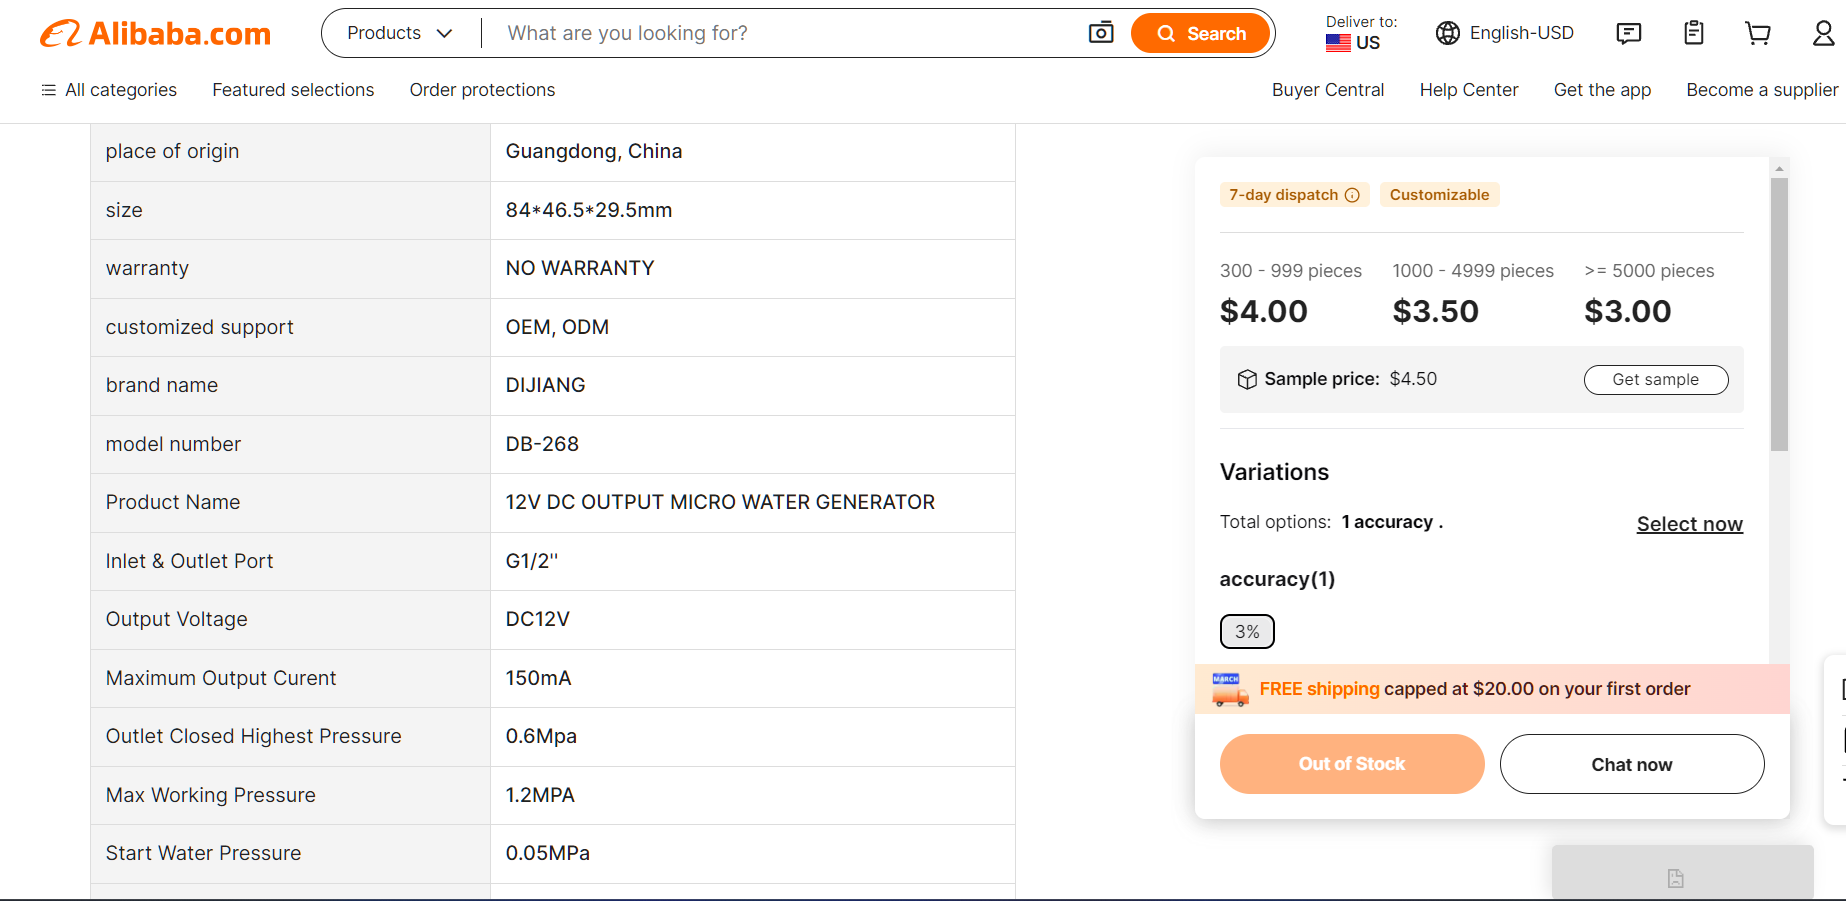 Alibaba.com
Products
What are you looking for?
Search
Deliver to:
US
English-USD
All categories
Featured selections
Order protections
Buyer Central
Help Center
Get the app
Become a supplier
place of origin Guangdong, China
size 84*46.5*29.5mm
warranty NO WARRANTY
customized support OEM, ODM
brand name DIJIANG
model number DB-268
Product Name 12V DC OUTPUT MICRO WATER GENERATOR
Inlet & Outlet Port G1/2"
Output Voltage DC12V
Maximum Output Curent 150mA
Outlet Closed Highest Pressure 0.6Mpa
Max Working Pressure 1.2MPA
Start Water Pressure 0.05MPa
7-day dispatch
Customizable
300 - 999 pieces 1000 - 4999 pieces >= 5000 pieces
$4.00 $3.50 $3.00
Sample price: $4.50
Get sample
Variations
Total options: 1 accuracy .
Select now
accuracy(1)
3%
MARCH
FREE shipping capped at $20.00 on your first order
Out of Stock
Chat now